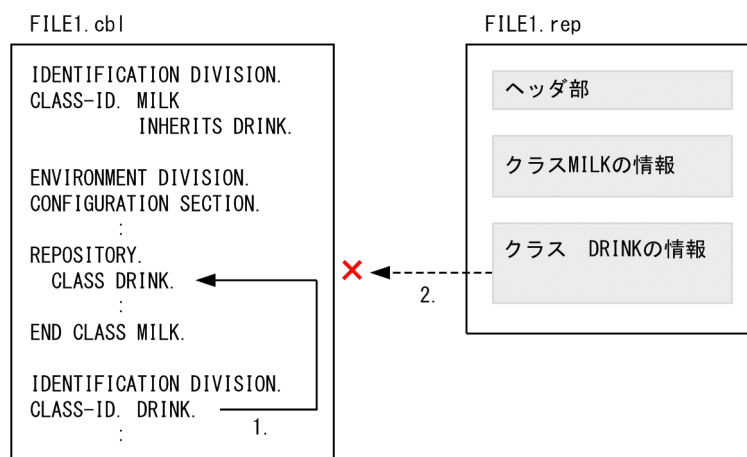 FILE1.cbl
IDENTIFICATION DIVISION.
CLASS-ID. MILK
INHERITS DRINK.
ENVIRONMENT DIVISION.
CONFIGURATION SECTION.
:
REPOSITORY.
CLASS DRINK.
:
END CLASS MILK.
IDENTIFICATION DIVISION.
CLASS-ID. DRINK.
1.
:
2.
FILE1.rep
ヘッダ部
クラスMILKの情報
クラス　DRINKの情報